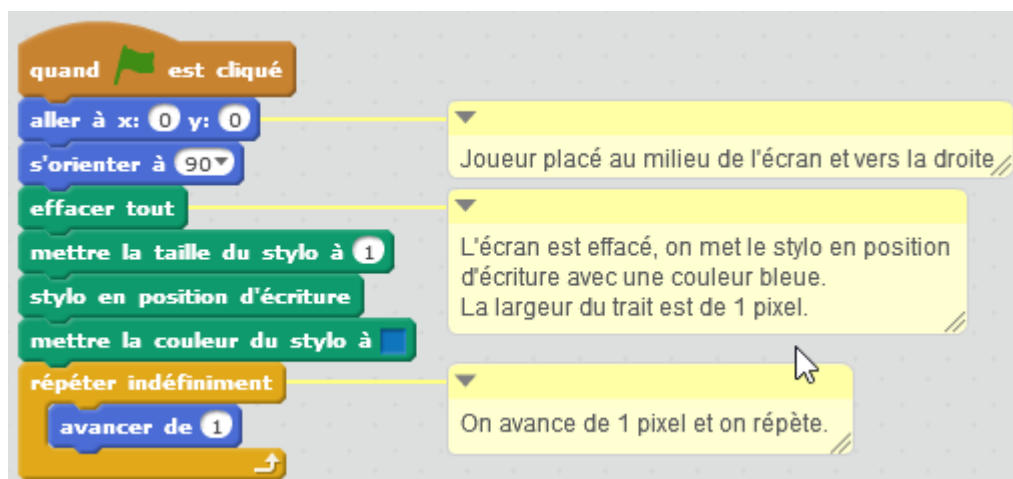 quand est cliqué
aller à x: 0 y: 0
Joueur placé au milieu de l'écran et vers la droite
s'orienter à 90
effacer tout
L'écran est effacé, on met le stylo en position
d'écriture avec une couleur bleue.
La largeur du trait est de 1 pixel.
mettre la taille du stylo à 1
stylo en position d'écriture
mettre la couleur du stylo à
répéter indéfiniment
On avance de 1 pixel et on répète.
avancer de 1